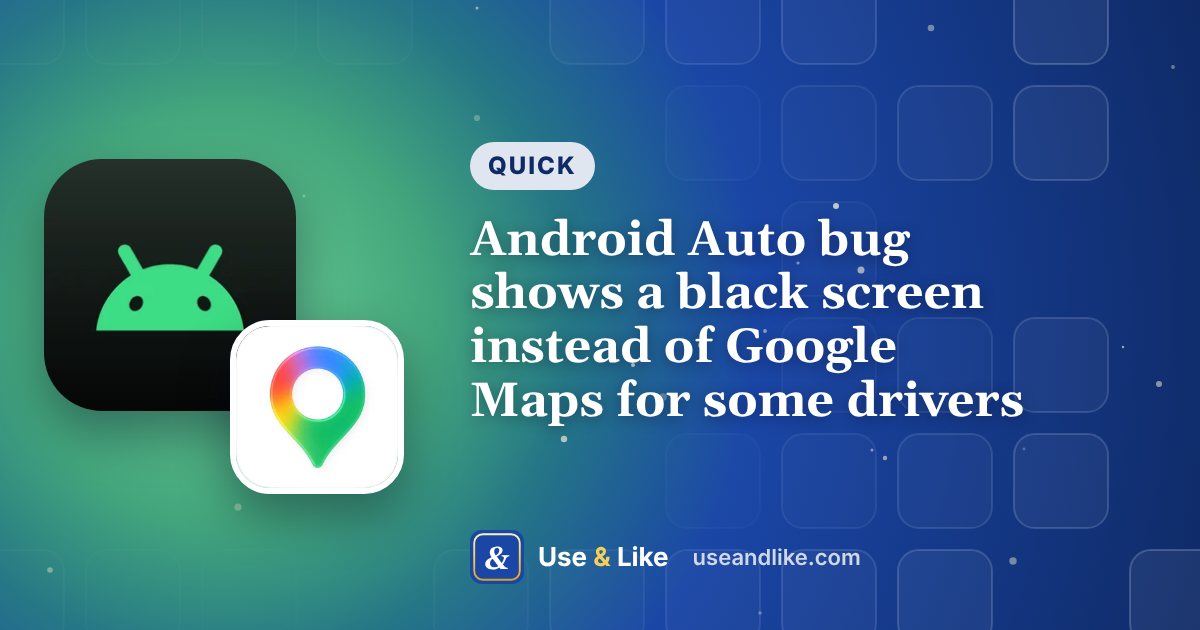 QUICK
Android Auto bug
shows a black screen
instead of Google
Maps for some drivers
& Use & Like useandlike.com